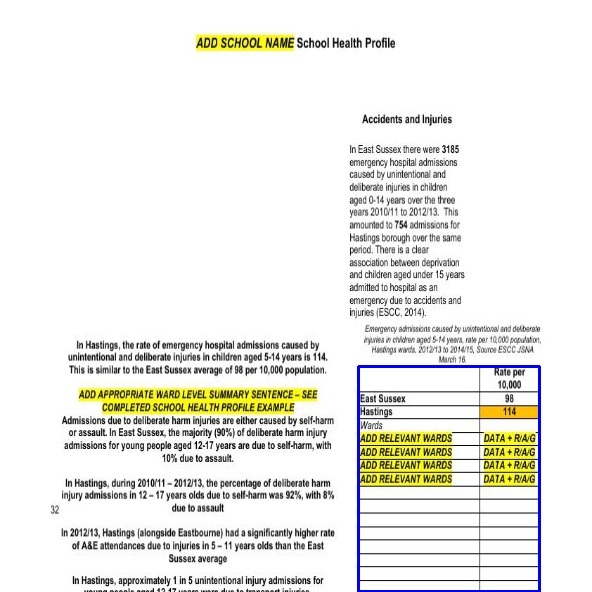 ADD SCHOOL NAME School Health Profile
Accidents and Injuries
In East Sussex there were 3185
emergency hospital admissions
caused by unintentional and
deliberate injuries in children
aged 0-14 years over the three
years 2010/11 to 2012/13. This
amounted to 754 admissions for
Hastings borough over the same
period. There is a clear
association between deprivation
and children aged under 15 years
admitted to hospital as an
emergency due to accidents and
injuries (ESCC, 2014).
Emergency admissions caused by unintentional and deliberate
injuries in children aged 5-14 years, rate per 10,000 population,
Hastings wards, 2012/13 to 2014/15, Source ESCC JSNA
March 16.
Rate per
10,000
East Sussex 98
Hastings 114
Wards
ADD RELEVANT WARDS DATA + R/A/G
ADD RELEVANT WARDS DATA + R/A/G
ADD RELEVANT WARDS DATA + R/A/G
ADD RELEVANT WARDS DATA + R/A/G
In Hastings, the rate of emergency hospital admissions caused by
unintentional and deliberate injuries in children aged 5-14 is 114.
This is similar to the East Sussex average of 98 per 10,000 population.
ADD APPROPRIATE WARD LEVEL SUMMARY SENTENCE – SEE
COMPLETED SCHOOL HEALTH PROFILE EXAMPLE
Admissions due to deliberate harm injuries are either caused by self-harm
or assault. In East Sussex, the majority (90%) of deliberate harm injury
admissions for young people aged 12-17 years are due to self-harm, with
10% due to assault.
In Hastings, during 2010/11 – 2012/13, the percentage of deliberate harm
injury admissions in 12 – 17 years olds due to self-harm was 92%, with 8%
due to assault
32
In 2012/13, Hastings (alongside Eastbourne) had a significantly higher rate
of A&E attendances due to injuries in 5 – 11 years olds than the East
Sussex average
In Hastings, approximately 1 in 5 unintentional injury admissions for
young people aged 12-17 years were due to transport injuries